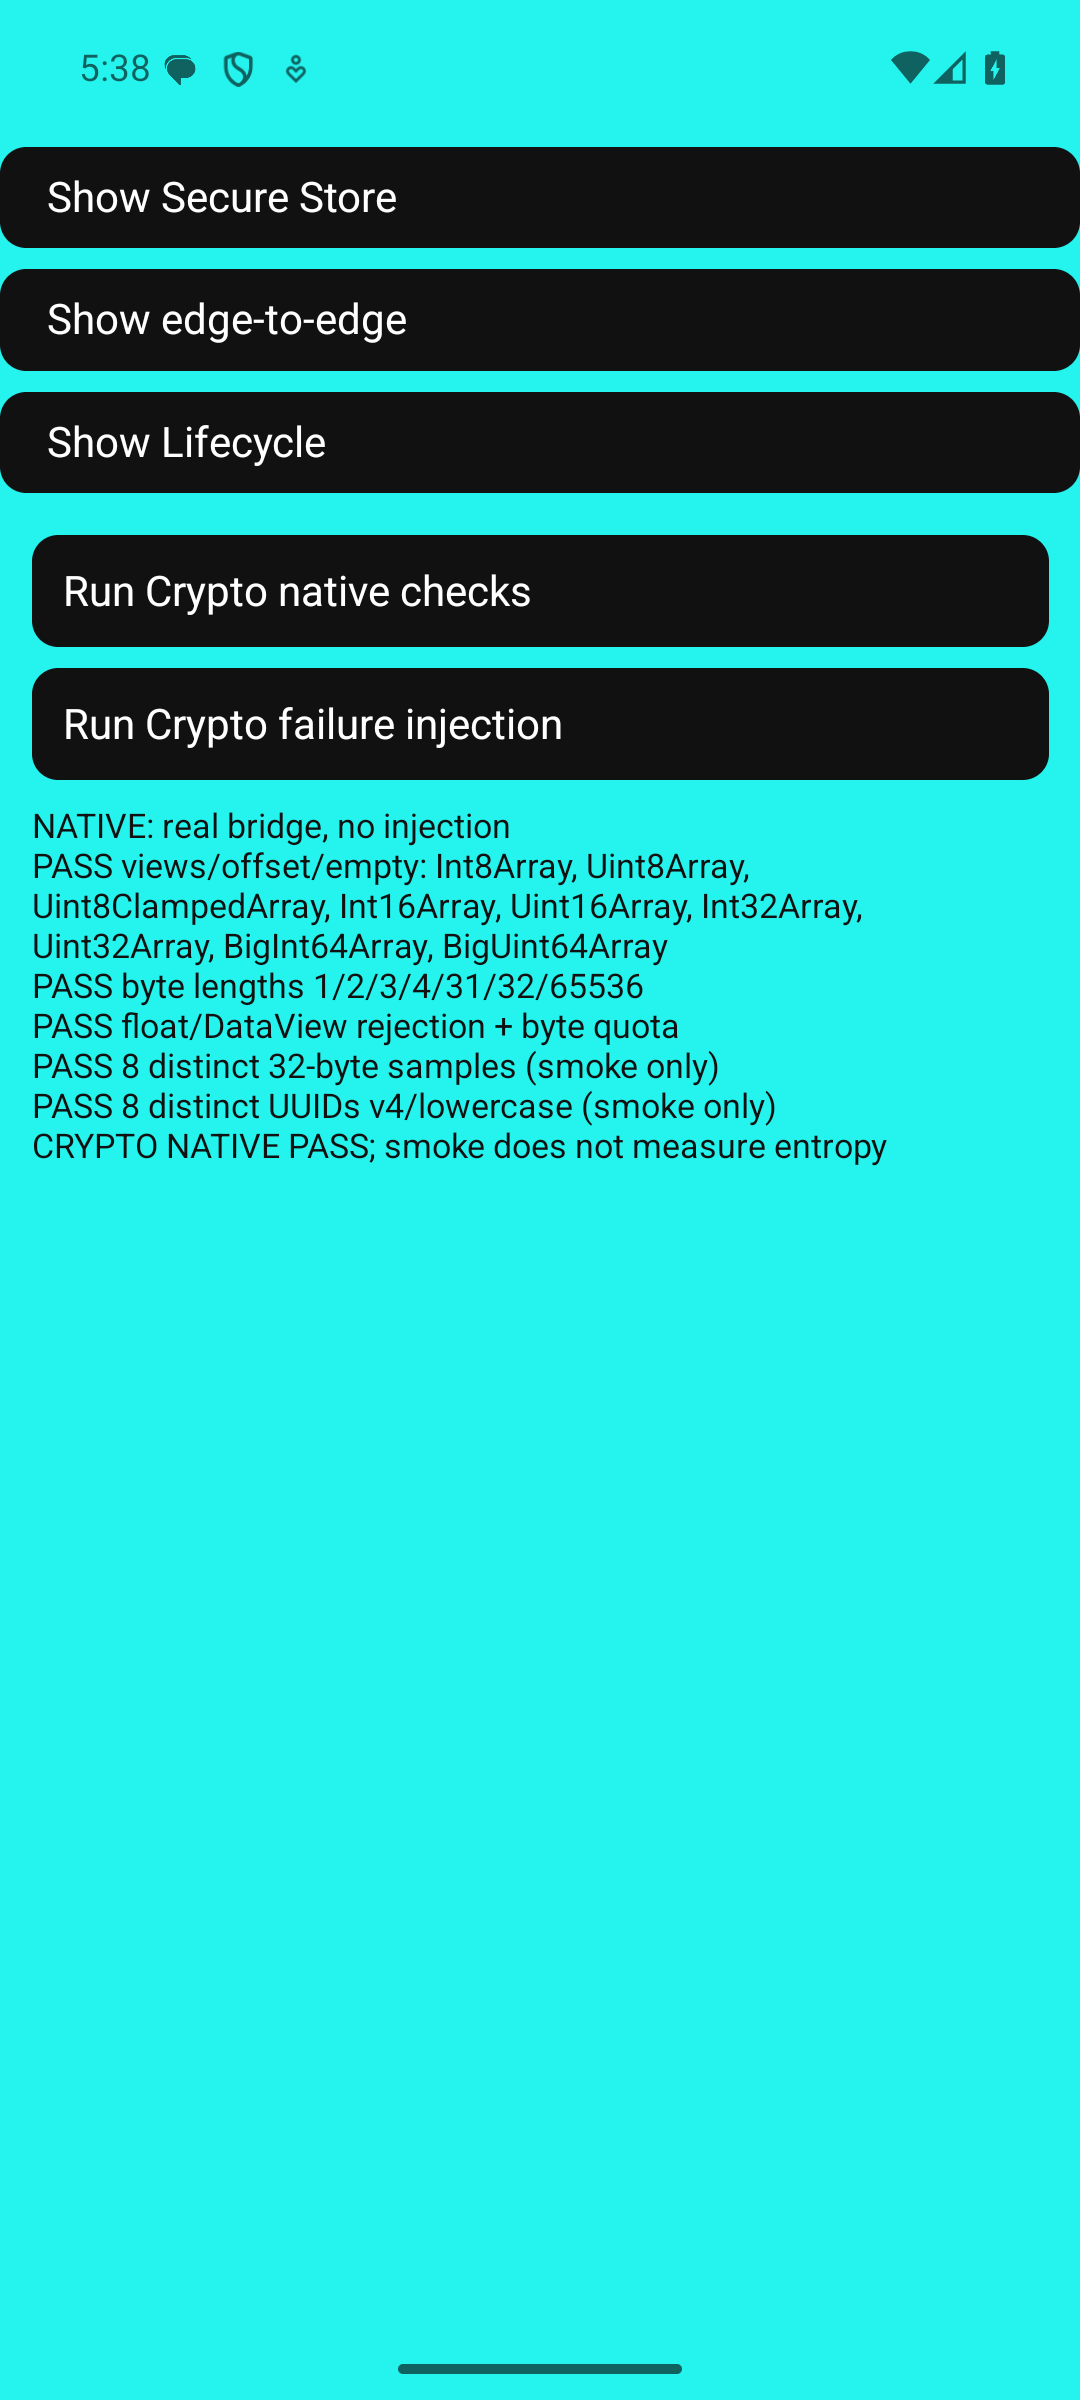 5:38
Show Secure Store
Show edge-to-edge
Show Lifecycle
Run Crypto native checks
Run Crypto failure injection
NATIVE: real bridge, no injection
PASS views/offset/empty: Int8Array, Uint8Array,
Uint8ClampedArray, Int16Array, Uint16Array, Int32Array,
Uint32Array, BigInt64Array, BigUint64Array
PASS byte lengths 1/2/3/4/31/32/65536
PASS float/DataView rejection + byte quota
PASS 8 distinct 32-byte samples (smoke only)
PASS 8 distinct UUIDs v4/lowercase (smoke only)
CRYPTO NATIVE PASS; smoke does not measure entropy